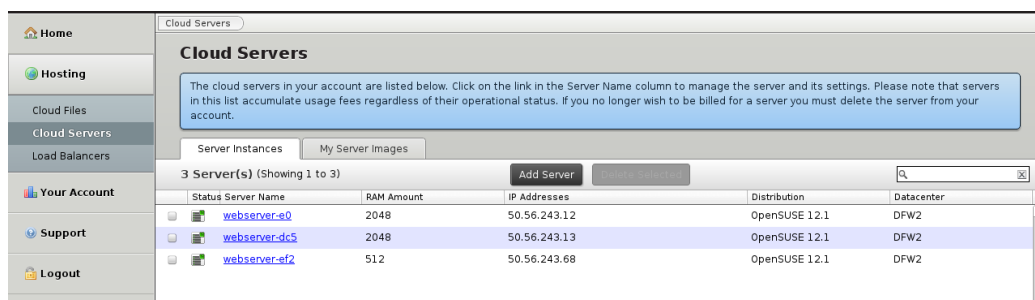 Home
Hosting
Cloud Files
Cloud Servers
Load Balancers
Your Account
Support
Logout
Cloud Servers
Cloud Servers
The cloud servers in your account are listed below. Click on the link in the Server Name column to manage the server and its settings. Please note that servers
in this list accumulate usage fees regardless of their operational status. If you no longer wish to be billed for a server you must delete the server from your
account.
Server Instances My Server Images
3 Server(s) (Showing 1 to 3) Add Server Delete Selected
Status Server Name RAM Amount IP Addresses Distribution Datacenter
webserver-e0 2048 50.56.243.12 OpenSUSE 12.1 DFW2
webserver-dc5 2048 50.56.243.13 OpenSUSE 12.1 DFW2
webserver-ef2 512 50.56.243.68 OpenSUSE 12.1 DFW2